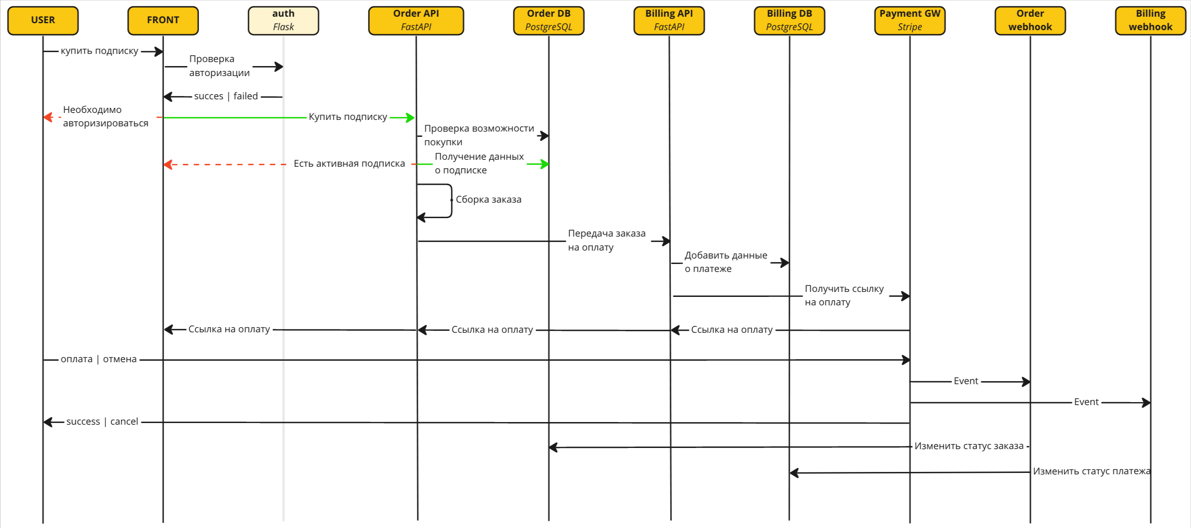 USER
FRONT
auth
Flask
Order API
FastAPI
Order DB
PostgreSQL
Billing API
FastAPI
Billing DB
PostgreSQL
Payment GW
Stripe
Order
webhook
Billing
webhook
купить подписку
Проверка
авторизации
succes | failed
Необходимо
авторизироваться
Купить подписку
Проверка возможности
покупки
Есть активная подписка
Получение данных
о подписке
Сборка заказа
Передача заказа
на оплату
Добавить данные
о платеже
Получить ссылку
на оплату
Ссылка на оплату
Ссылка на оплату
Ссылка на оплату
оплата | отмена
Event
Event
success | cancel
Изменить статус заказа
Изменить статус платежа